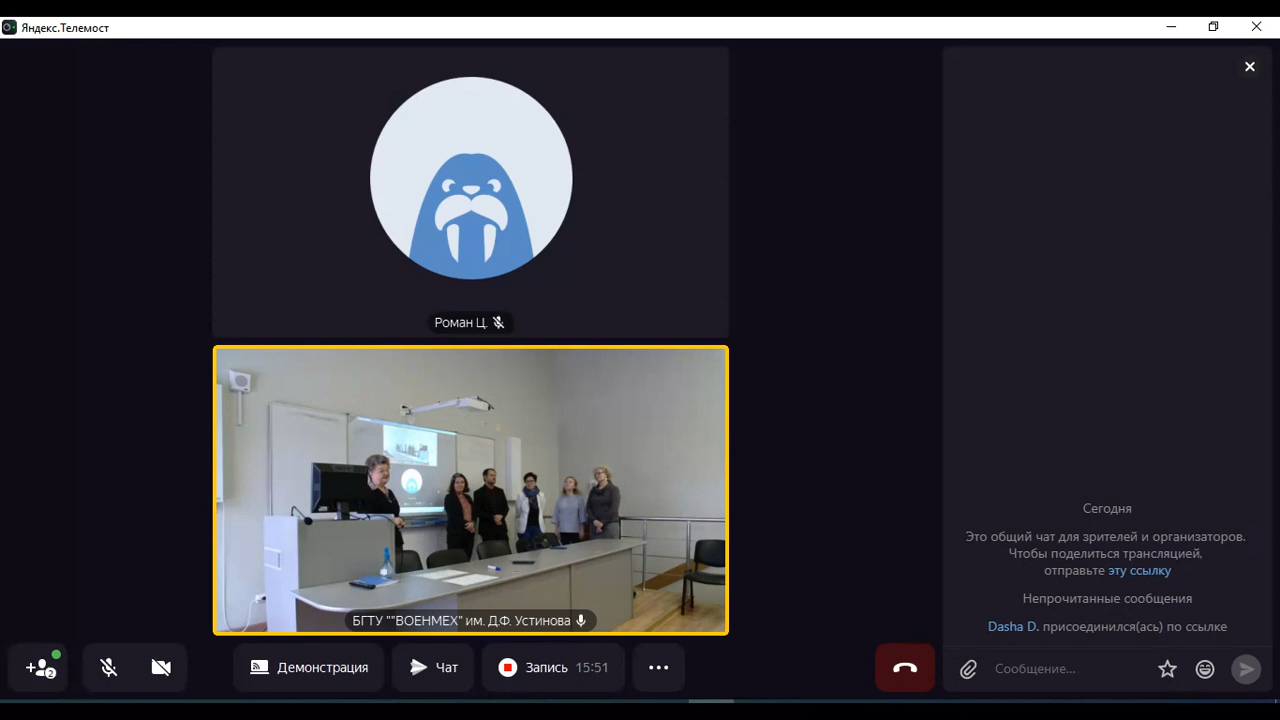 Яндекс.Телемост
Роман Ц.
БГТУ ""ВОЕНМЕХ" им. Д.Ф. Устинова
Сегодня
Это общий чат для зрителей и организаторов.
Чтобы поделиться трансляцией,
отправьте эту ссылку
Непрочитанные сообщения
Dasha D. присоединился(ась) по ссылке
2
Демонстрация
Чат
Запись 15:51
Сообщение...